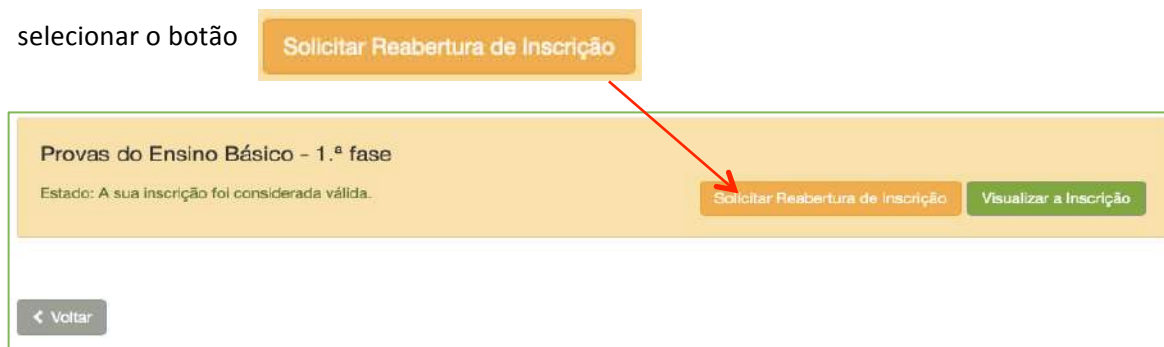 selecionar o botão Solicitar Reabertura de Inscrição
Provas do Ensino Básico - 1.ª fase
Estado: A sua inscrição foi considerada válida.
Solicitar Reabertura de Inscrição Visualizar a Inscrição
Voltar